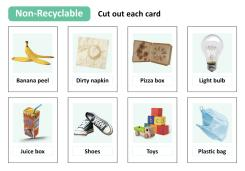 Non-Recyclable Cut out each card
Banana peel Dirty napkin Pizza box Light bulb
Juice box Shoes Toys Plastic bag